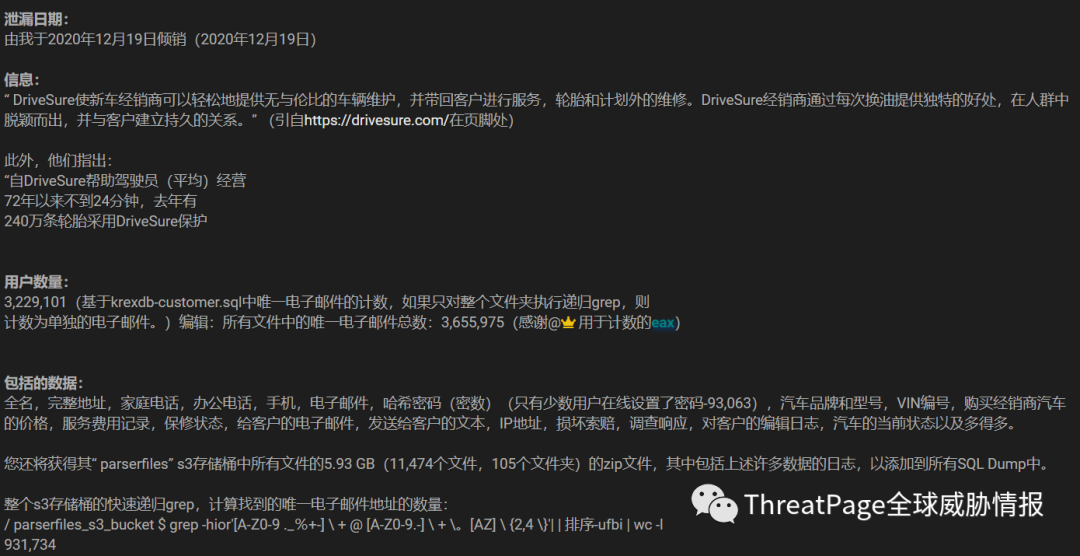 泄漏日期：
由我于2020年12月19日倾销（2020年12月19日）
信息：
“ DriveSure使新车经销商可以轻松地提供无与伦比的车辆维护，并带回客户进行服务，轮胎和计划外的维修。DriveSure经销商通过每次换油提供独特的好处，在人群中
脱颖而出，并与客户建立持久的关系。” （引自https://drivesure.com/在页脚处）
此外，他们指出：
“自DriveSure帮助驾驶员（平均）经营
72年以来不到24分钟，去年有
240万条轮胎采用DriveSure保护
用户数量：
3,229,101（基于krexdb-customer.sql中唯一电子邮件的计数，如果只对整个文件夹执行递归grep，则
计数为单独的电子邮件。）编辑：所有文件中的唯一电子邮件总数：3,655,975（感谢@用于计数的eax）
包括的数据：
全名，完整地址，家庭电话，办公电话，手机，电子邮件，哈希密码（密数）（只有少数用户在线设置了密码-93,063），汽车品牌和型号，VIN编号，购买经销商汽车
的价格，服务费用记录，保修状态，给客户的电子邮件，发送给客户的文本，IP地址，损坏索赔，调查响应，对客户的编辑日志，汽车的当前状态以及多得多。
您还将获得其“ parserfiles” s3存储桶中所有文件的5.93 GB（11,474个文件，105个文件夹）的zip文件，其中包括上述许多数据的日志，以添加到所有SQL Dump中。
整个s3存储桶的快速递归grep，计算找到的唯一电子邮件地址的数量：
/ parserfiles_s3_bucket $ grep -hior'[A-Z0-9 ._%+-] \ + @ [A-Z0-9.-] \ + \。[AZ] \ {2,4 \}'| | 排序-ufbi | wc -l
931,734
ThreatPage全球威胁情报